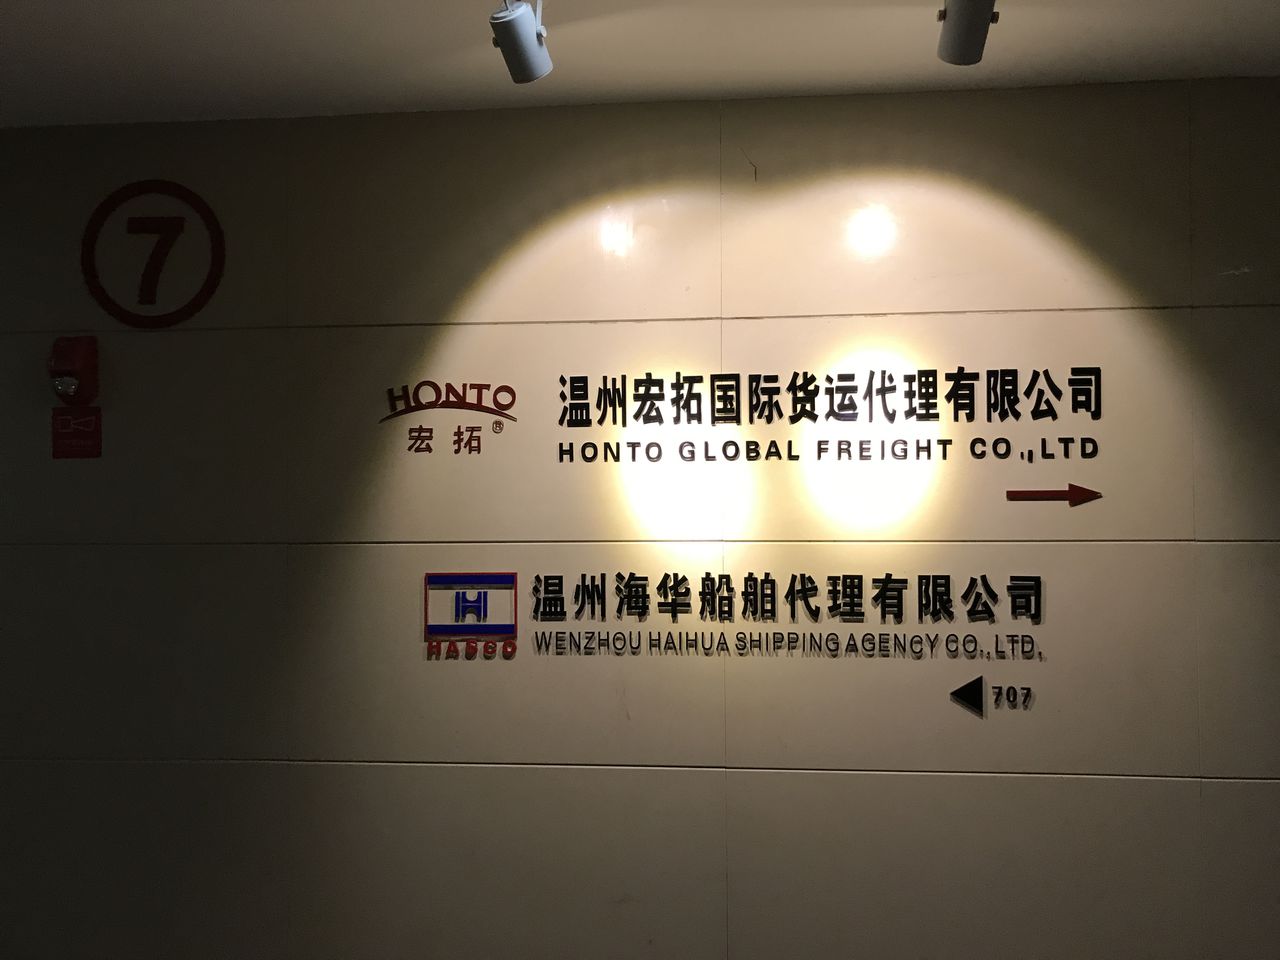 7
HONTO
宏拓®
温州宏拓国际货运代理有限公司
HONTO GLOBAL FREIGHT CO.,LTD
H
HASCO
温州海华船舶代理有限公司
WENZHOU HAIHUA SHIPPING AGENCY CO.,LTD.
707